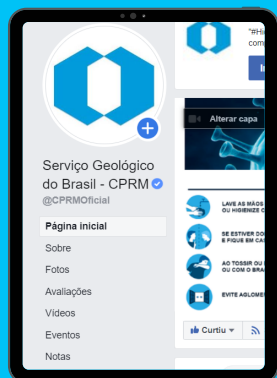 "#Hi
com
Alterar capa
Serviço Geológico
do Brasil - CPRM
@CPRMOficial
Página inicial
Sobre
Fotos
Avaliações
Vídeos
Eventos
Notas
LAVE AS MÃOS
OU HIGIENIZE C
SE ESTIVER DO
E FIQUE EM CAS
AO TOSSIR OU
OU COM O BRA
EVITE AGLOME
Curtiu